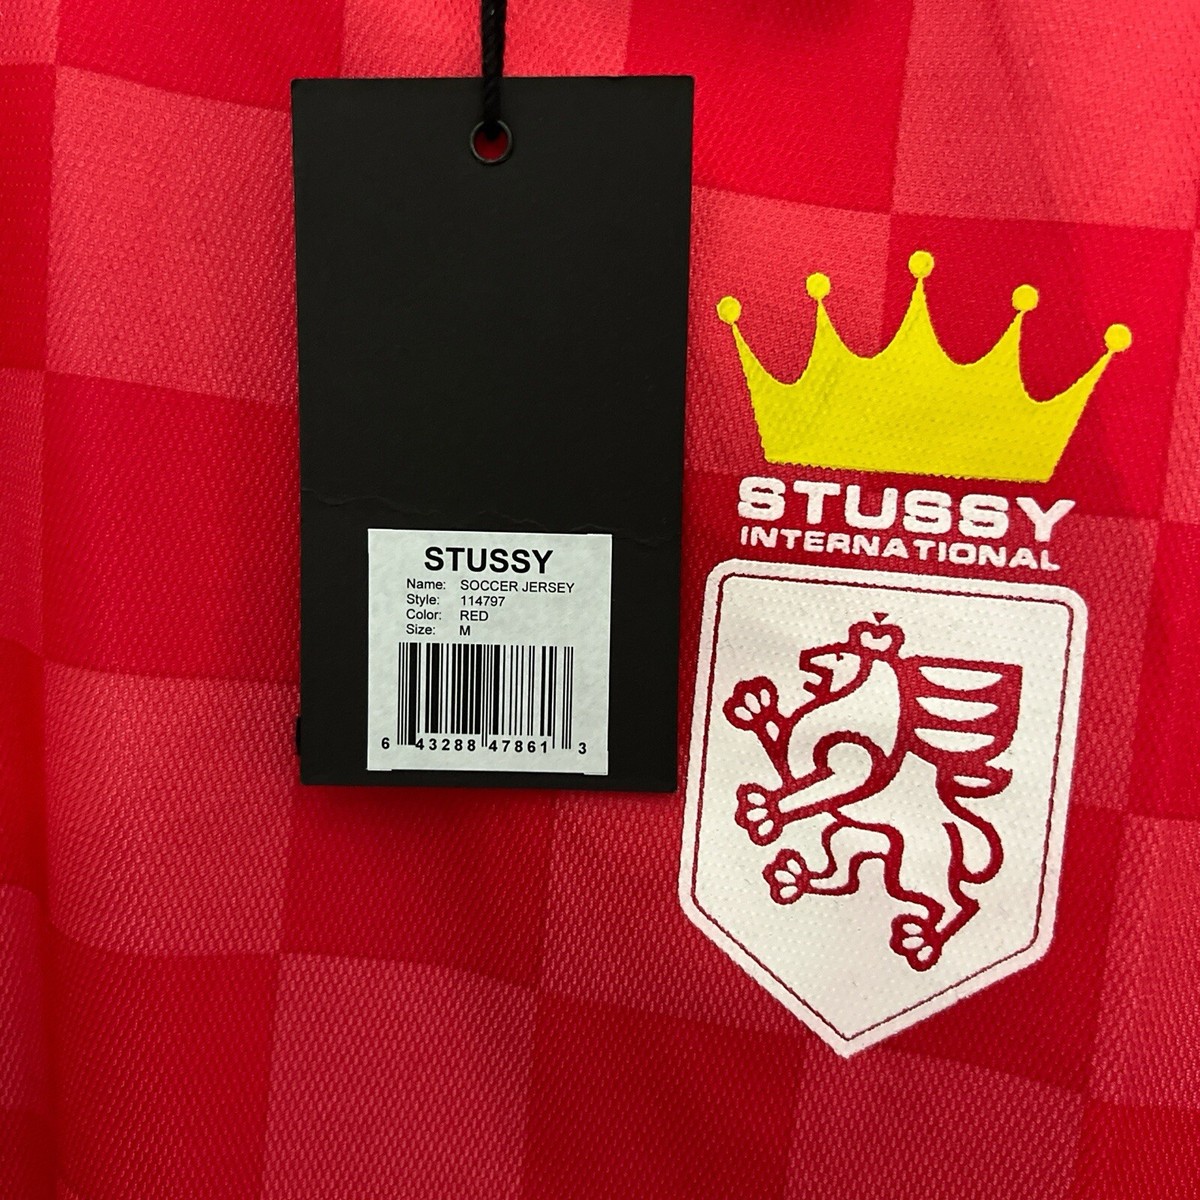 STUSSY
Name: SOCCER JERSEY
Style: 114797
Color: RED
Size: M
6 43288 47861 3
STUSSY
INTERNATIONAL